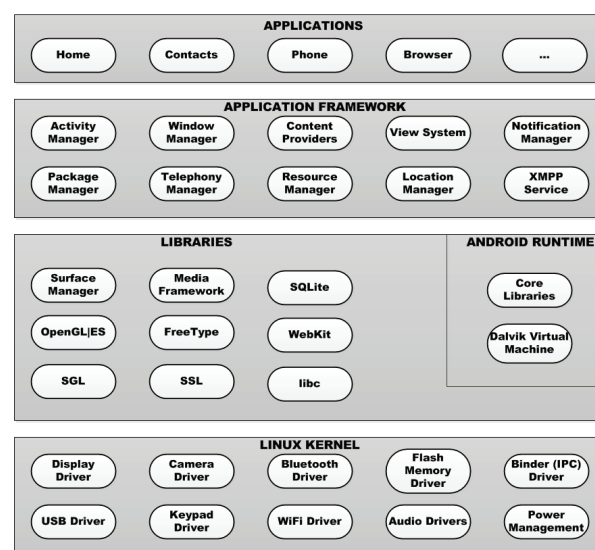 APPLICATIONS
Home
Contacts
Phone
Browser
...
APPLICATION FRAMEWORK
Activity
Manager
Window
Manager
Content
Providers
View System
Notification
Manager
Package
Manager
Telephony
Manager
Resource
Manager
Location
Manager
XMPP
Service
LIBRARIES
Surface
Manager
Media
Framework
SQLite
OpenGL|ES
FreeType
WebKit
SGL
SSL
libc
ANDROID RUNTIME
Core
Libraries
Dalvik Virtual
Machine
LINUX KERNEL
Display
Driver
Camera
Driver
Bluetooth
Driver
Flash
Memory
Driver
Binder (IPC)
Driver
USB Driver
Keypad
Driver
WiFi Driver
Audio Drivers
Power
Management